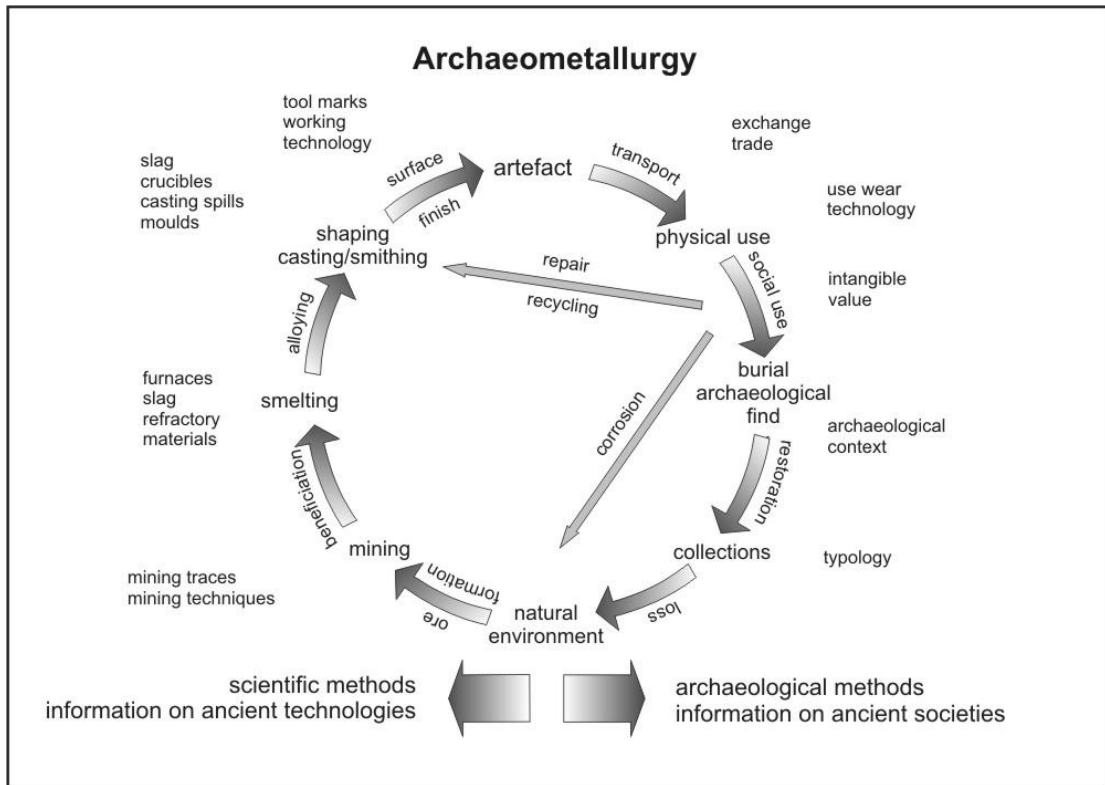 Archaeometallurgy
tool marks
working
technology
exchange
trade
slag
crucibles
casting spills
moulds
surface
finish
artefact
transport
use wear
technology
shaping
casting/smithing
physical use
repair
recycling
social use
intangible
value
alloying
burial
archaeological
find
furnaces
slag
refractory
materials
smelting
corrosion
archaeological
context
restoration
beneficiation
mining
collections
typology
mining traces
mining techniques
formation
ore
natural
environment
loss
scientific methods
information on ancient technologies
archaeological methods
information on ancient societies